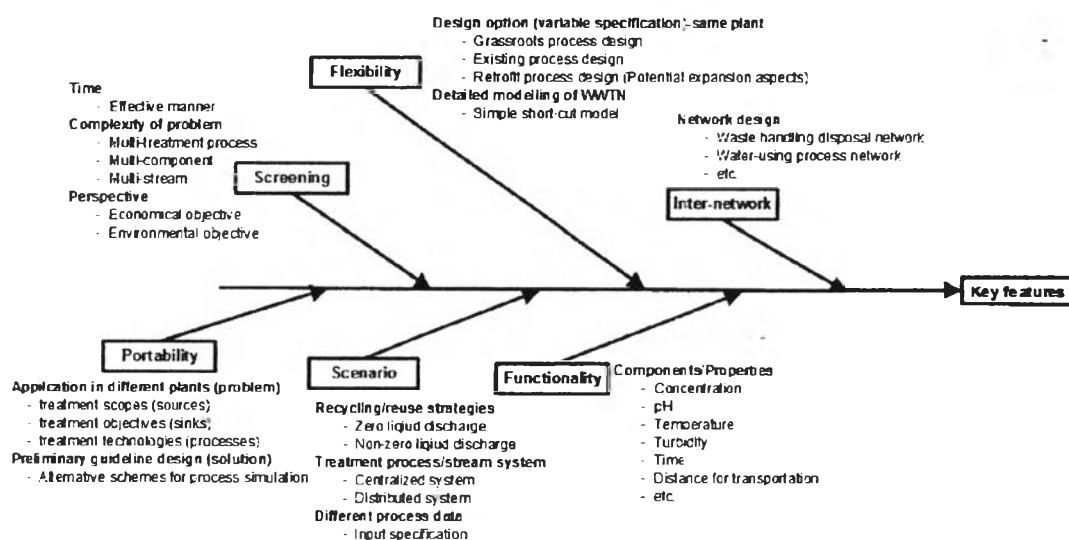 Design option (variable specification)-same plant
- Grassroots process design
- Existing process design
- Retrofit process design (Potential expansion aspects)
Detailed modelling of WWTN
- Simple short-cut model
Flexibility
Time
- Effective manner
Complexity of problem
- Multi-treatment process
- Multi-component
- Multi-stream
Perspective
- Economical objective
- Environmental objective
Screening
Network design
- Waste handling disposal network
- Water-using process network
- etc.
Inter-network
Key features
Portability
Application in different plants (problem)
- treatment scopes (sources)
- treatment objectives (sinks)
- treatment technologies (processes)
Preliminary guideline design (solution)
- Alternative schemes for process simulation
Scenario
Recycling/reuse strategies
- Zero liqiud discharge
- Non-zero liqiud discharge
Treatment process/stream system
- Centralized system
- Distributed system
Different process data
- Input specification
Functionality
Components/Properties
- Concentration
- pH
- Temperature
- Turbidity
- Time
- Distance for transportation
- etc.